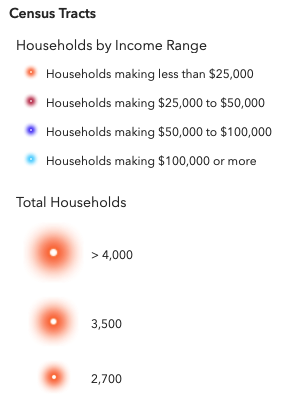 Census Tracts
Households by Income Range
Households making less than $25,000
Households making $25,000 to $50,000
Households making $50,000 to $100,000
Households making $100,000 or more
Total Households
> 4,000
3,500
2,700